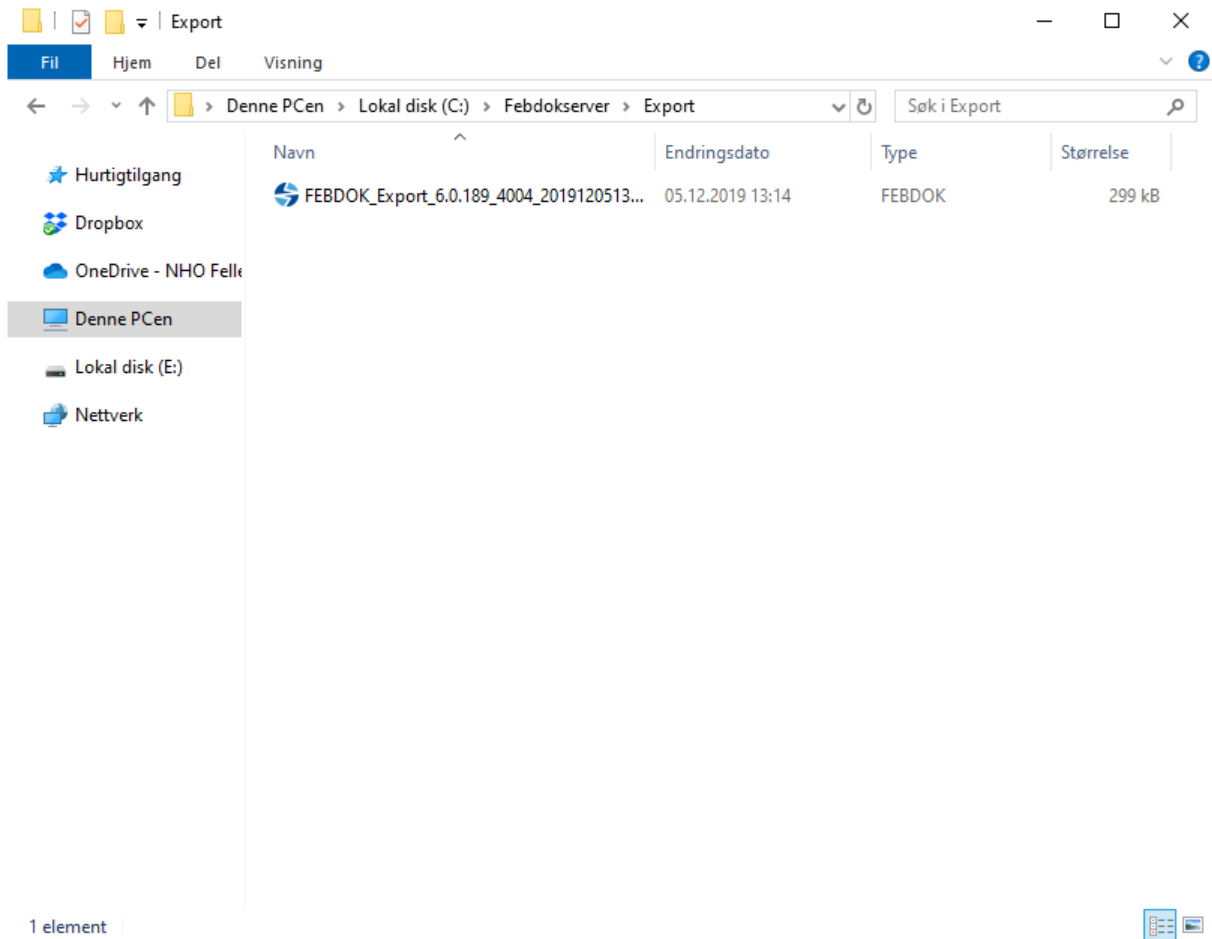 Export
Fil Hjem Del Visning
Denne PCen > Lokal disk (C:) > Febdokserver > Export Søk i Export
Navn Endringsdato Type Størrelse
FEBDOK_Export_6.0.189_4004_2019120513... 05.12.2019 13:14 FEBDOK 299 kB
Hurtigtilgang
Dropbox
OneDrive - NHO Felle
Denne PCen
Lokal disk (E:)
Nettverk
1 element